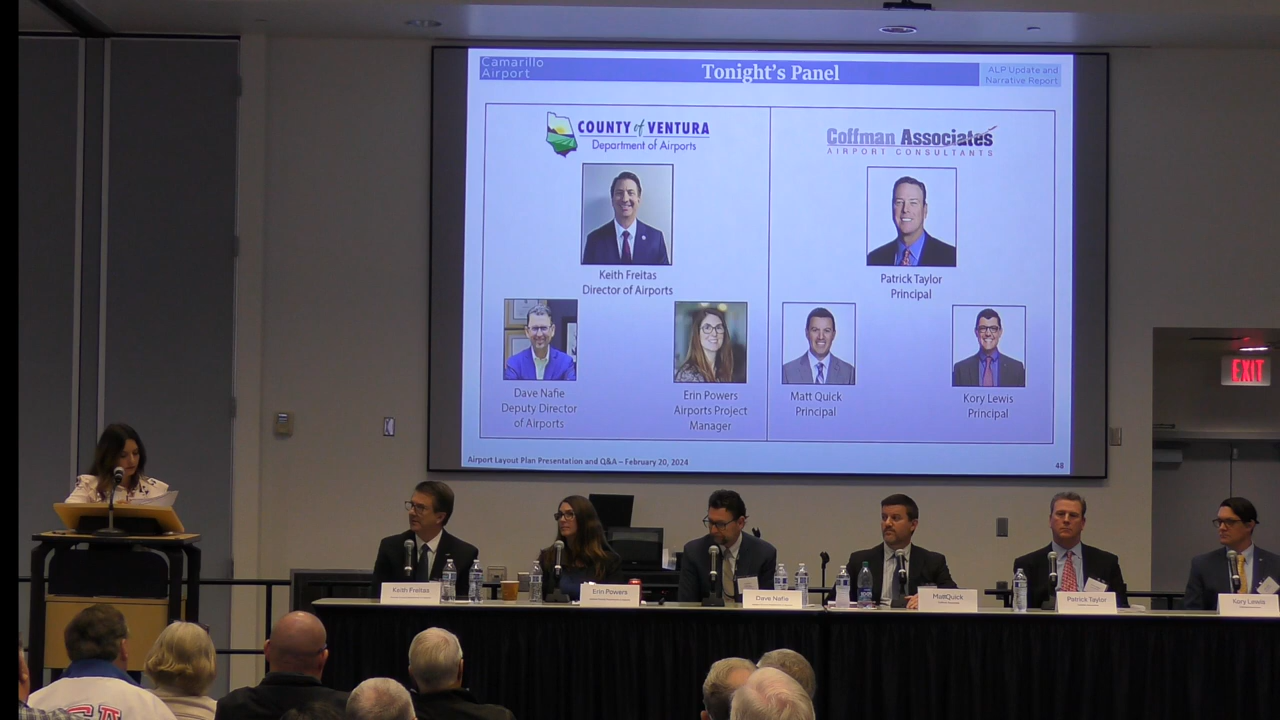 Camarillo
Airport
Tonight's Panel
ALP Update and
Narrative Report
COUNTY of VENTURA
Department of Airports
Coffman Associates
AIRPORT CONSULTANTS
Keith Freitas
Director of Airports
Patrick Taylor
Principal
Dave Nafie
Deputy Director
of Airports
Erin Powers
Airports Project
Manager
Matt Quick
Principal
Kory Lewis
Principal
Airport Layout Plan Presentation and Q&A – February 20, 2024
48
EXIT
Keith Freitas
Erin Powers
Dave Nafie
Matt Quick
Patrick Taylor
Kory Lewis